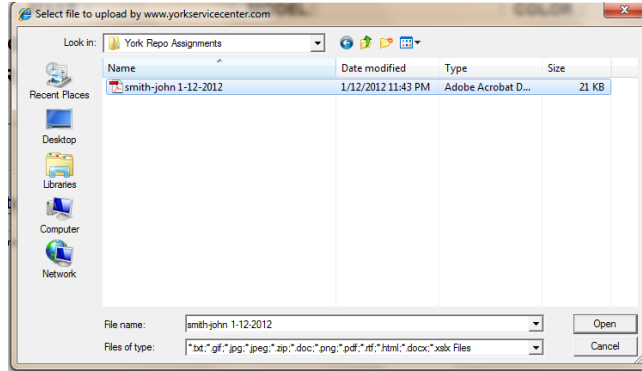 MODEL: COLOR
Select file to upload by www.yorkservicecenter.com
Look in: York Repo Assignments
Name Date modified Type Size
smith-john 1-12-2012 1/12/2012 11:43 PM Adobe Acrobat D... 21 KB
Recent Places
Desktop
Libraries
Computer
Network
File name: smith-john 1-12-2012 Open
Files of type: *.txt;*.gif;*.jpg;*.jpeg;*.zip;*.doc;*.png;*.pdf;*.rtf;*.html;*.docx;*.xslx Files Cancel